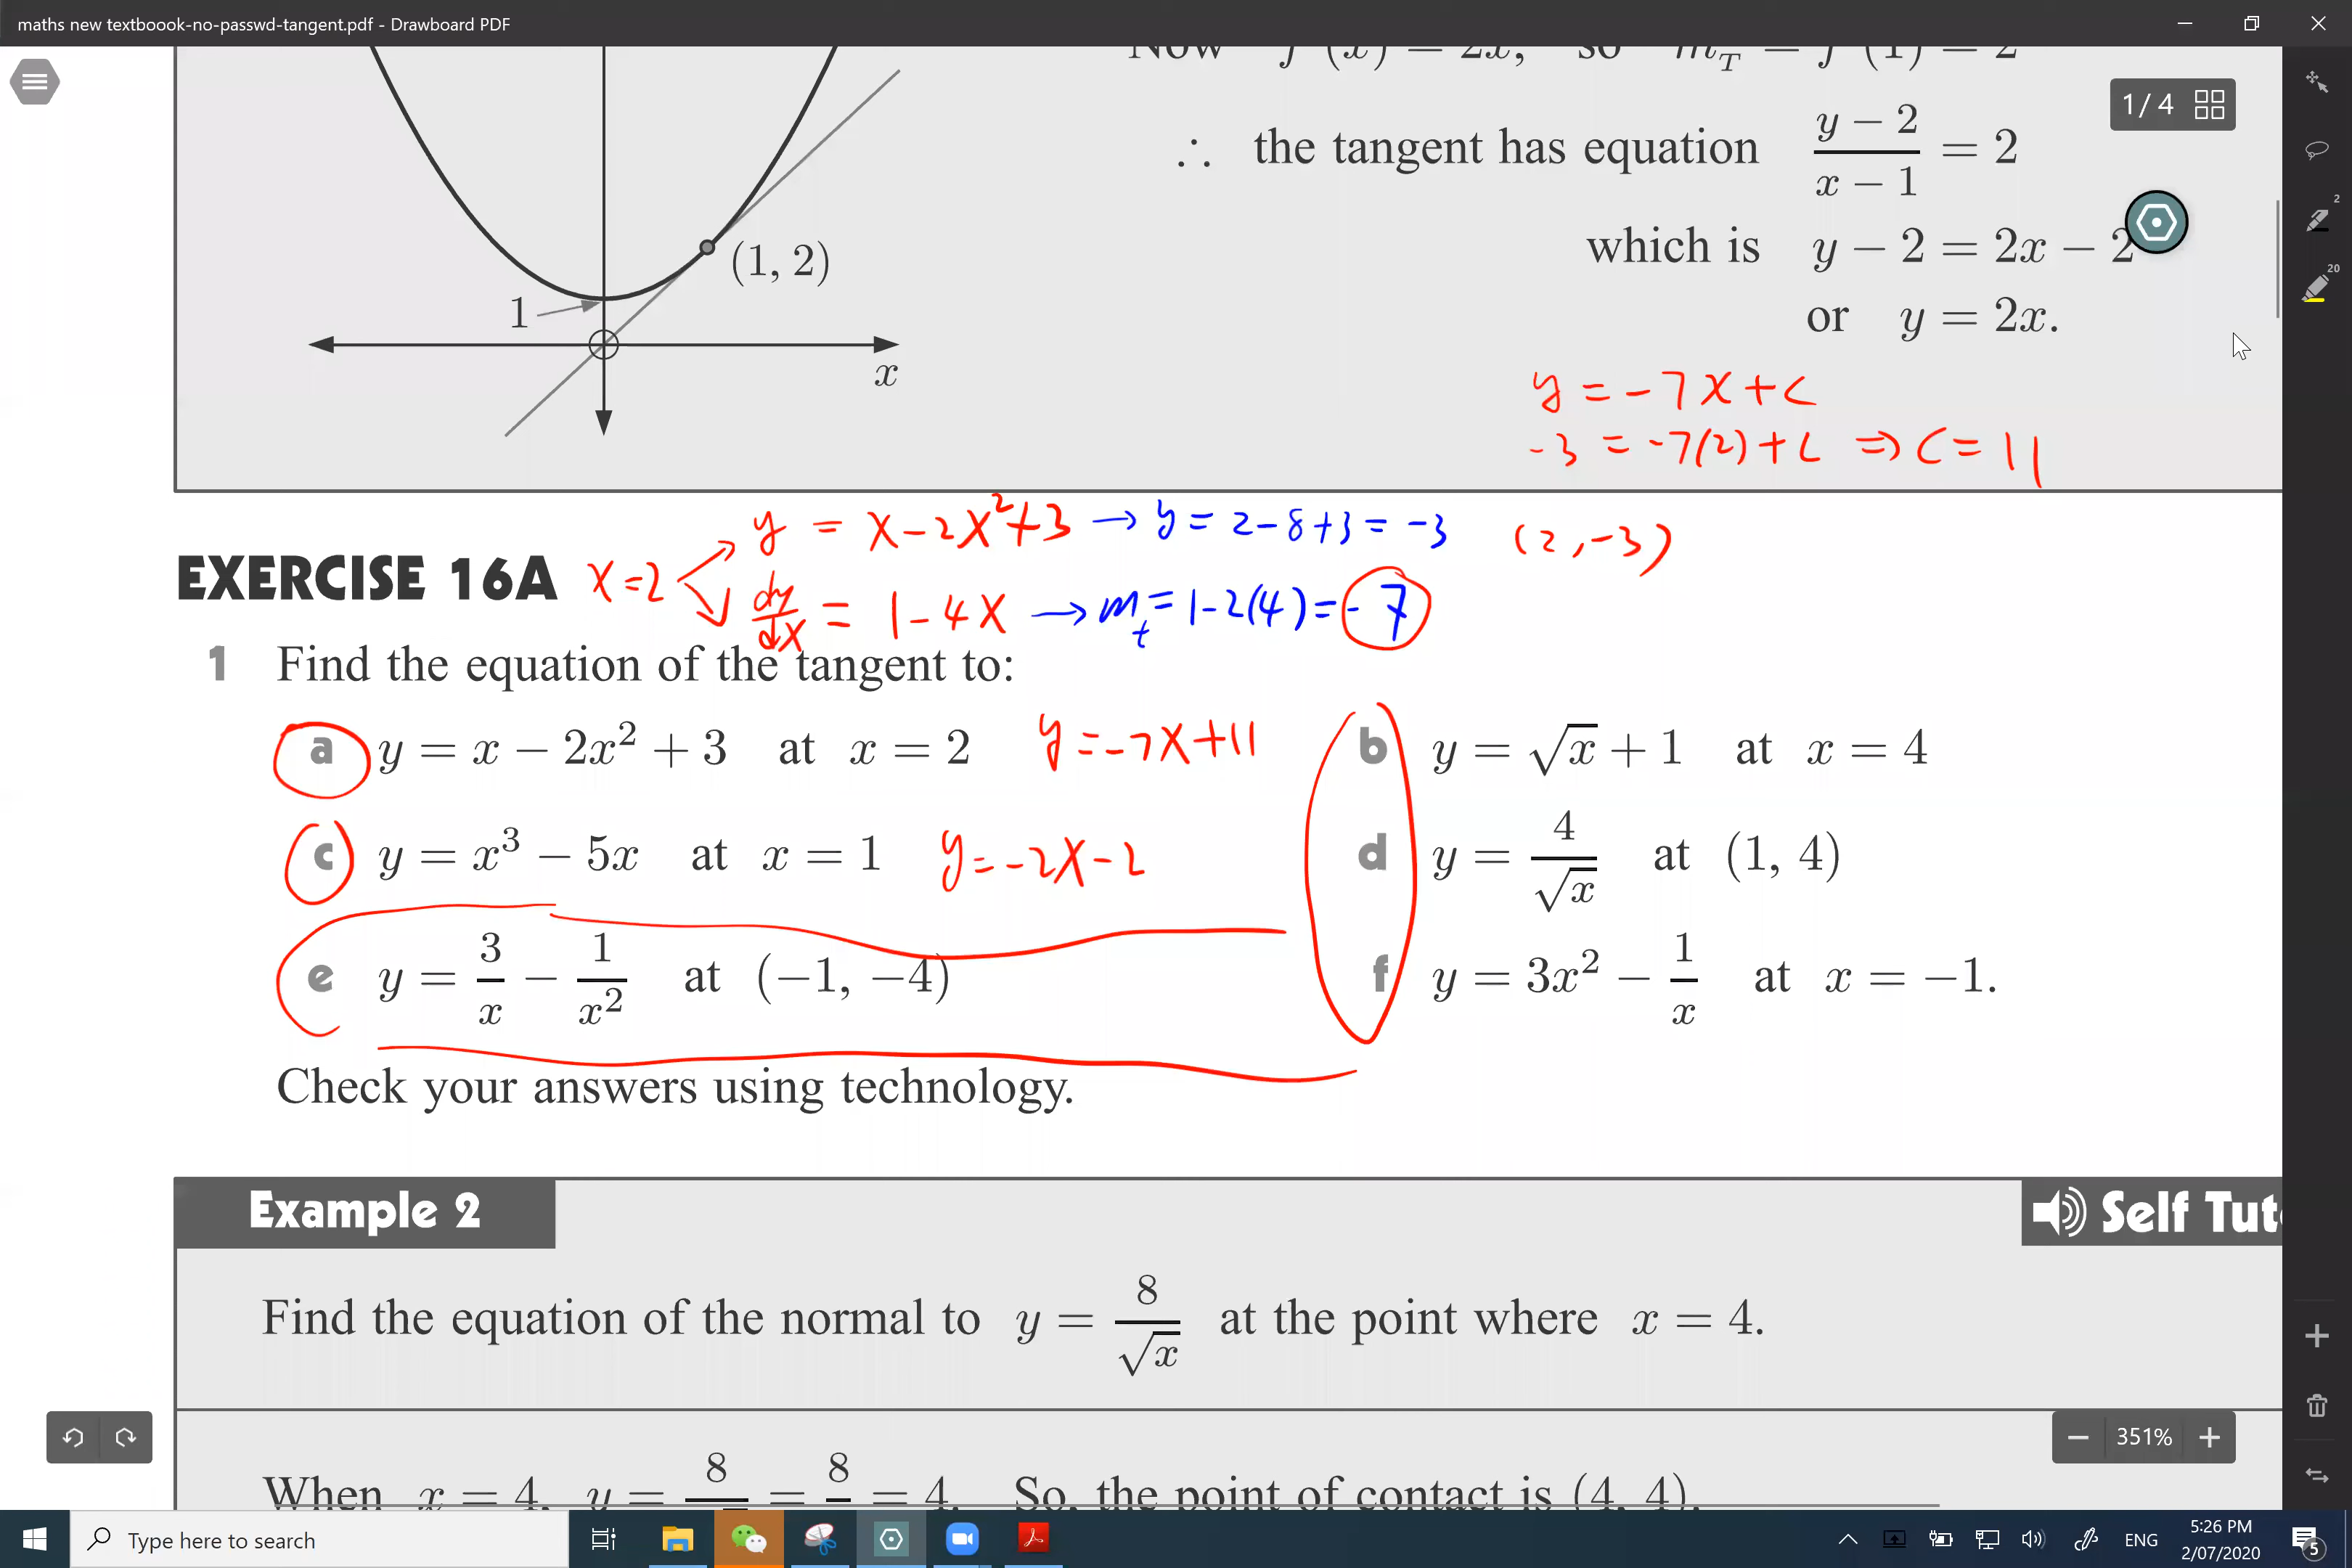 maths new textboook-no-passwd-tangent.pdf - Drawboard PDF
1 / 4
∴ the tangent has equation (y − 2)/(x − 1) = 2
which is y − 2 = 2x − 2
or y = 2x.
(1, 2)
1
x
2
20
y = -7x + c
-3 = -7(2) + c ⇒ c = 11
y = x - 2x² + 3 → y = 2 - 8 + 3 = -3 (2, -3)
EXERCISE 16A x = 2
dy/dx = 1 - 4x → m_t = 1 - 2(4) = -7
1 Find the equation of the tangent to:
a y = x − 2x² + 3 at x = 2 y = -7x + 11
b y = √x + 1 at x = 4
c y = x³ − 5x at x = 1 y = -2x - 2
d y = 4/√x at (1, 4)
e y = 3/x − 1/x² at (−1, −4)
f y = 3x² − 1/x at x = −1.
Check your answers using technology.
Example 2
Self Tut
Find the equation of the normal to y = 8/√x at the point where x = 4.
351%
When x = 4, y = 8 = 8 = 4. So, the point of contact is (4, 4).
Type here to search
ENG
5:26 PM
2/07/2020
5